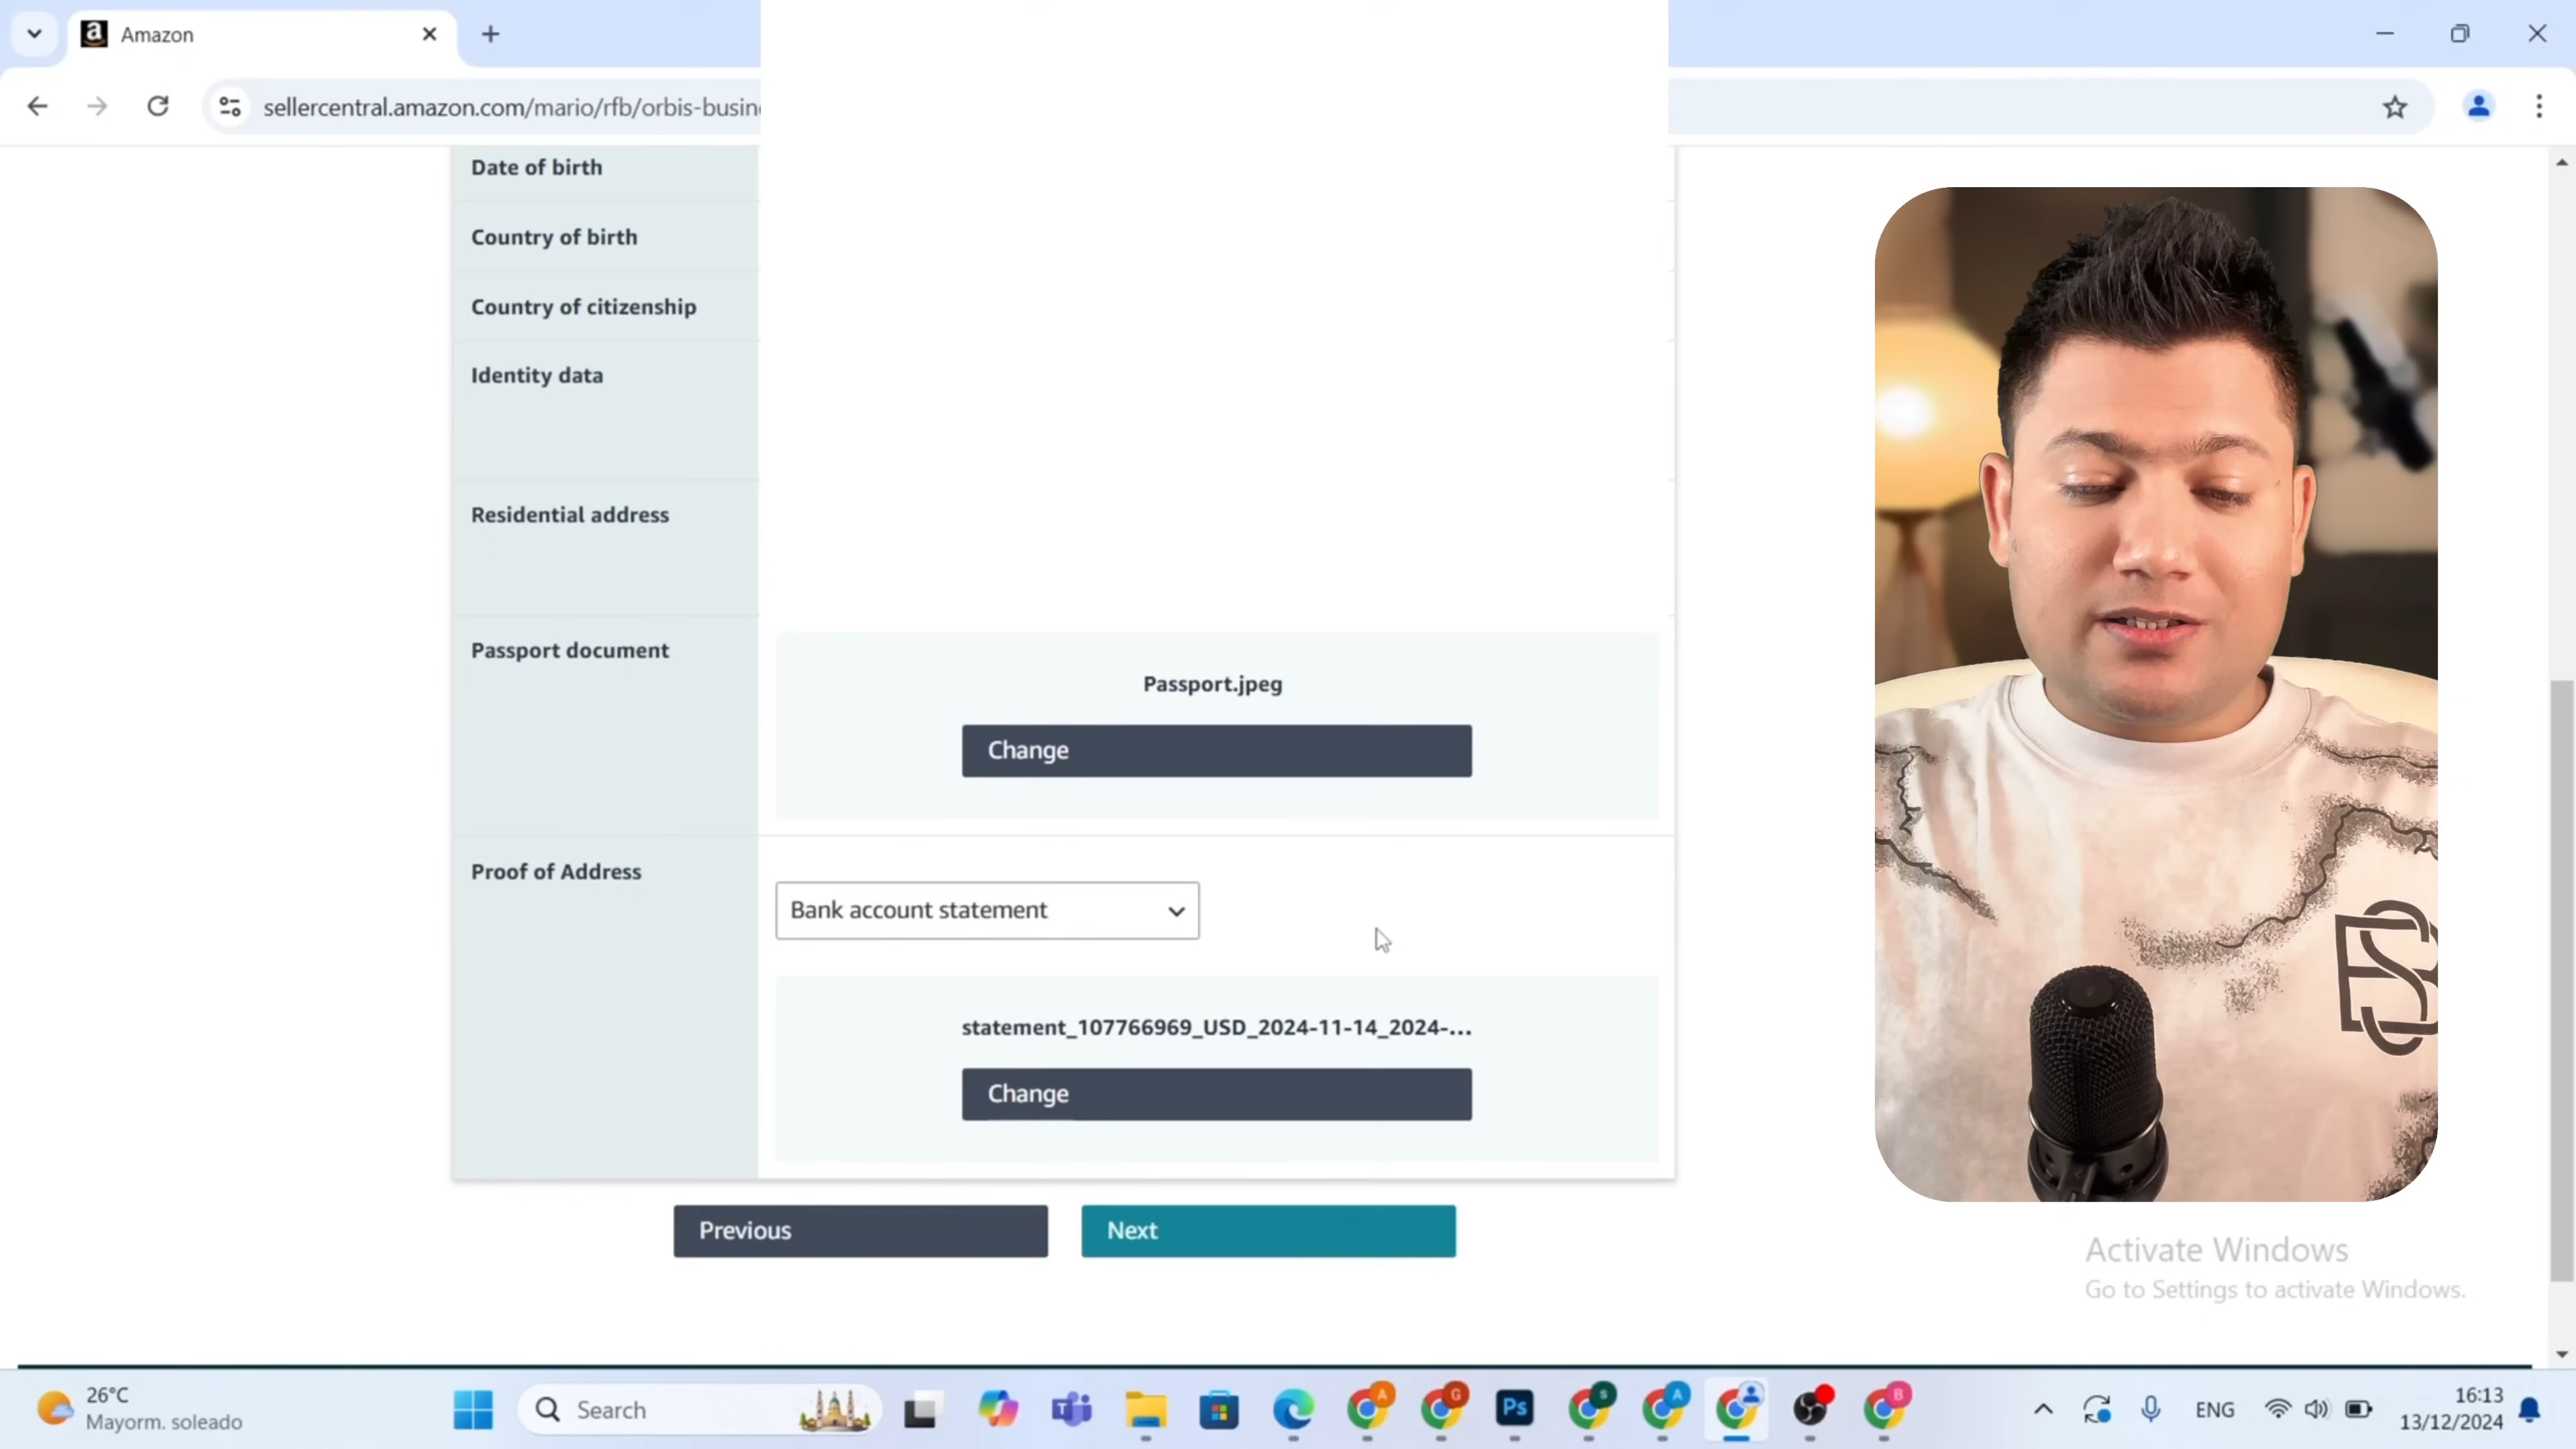 Amazon
sellercentral.amazon.com/mario/rfb/orbis-busin
Date of birth
Country of birth
Country of citizenship
Identity data
Residential address
Passport document
Passport.jpeg
Change
Proof of Address
Bank account statement
statement_107766969_USD_2024-11-14_2024-...
Change
Previous
Next
Activate Windows
Go to Settings to activate Windows.
26°C
Mayorm. soleado
Search
T
A
G
Ps
S
A
B
ENG
16:13
13/12/2024